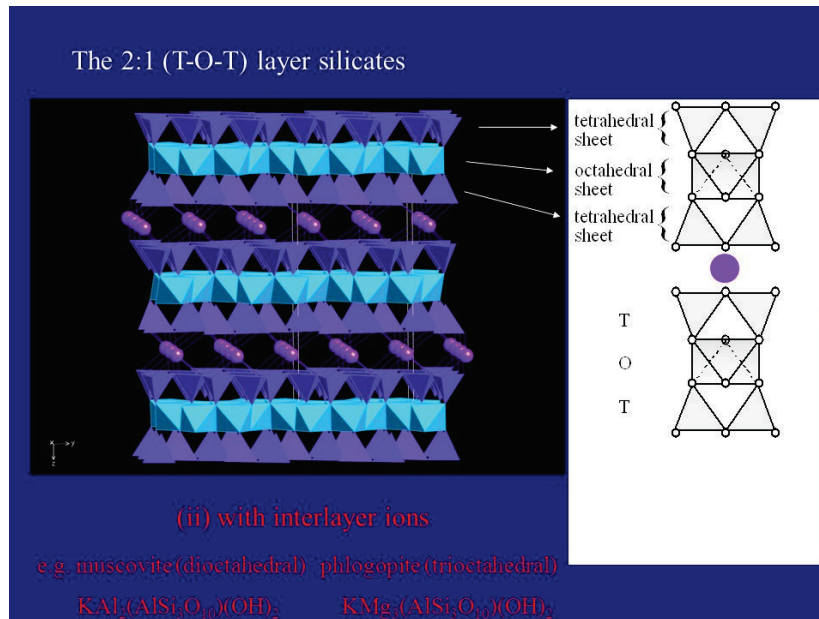 The 2:1 (T-O-T) layer silicates
tetrahedral
sheet
octahedral
sheet
tetrahedral
sheet
T
O
T
x
y
z
(ii) with interlayer ions
e.g. muscovite (dioctahedral) phlogopite (trioctahedral)
KAl₂(AlSi₃O₁₀)(OH)₂ KMg₃(AlSi₃O₁₀)(OH)₂